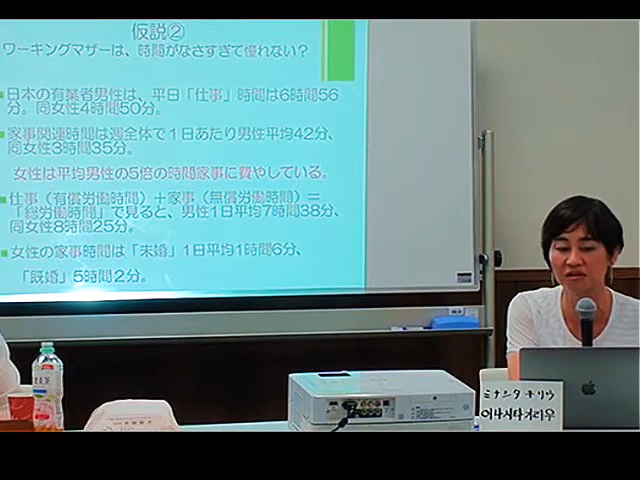 仮説②
ワーキングマザーは、時間がなさすぎて憧れない？
日本の有業者男性は、平日「仕事」時間は6時間56
分。同女性4時間50分。
家事関連時間は週全体で1日あたり男性平均42分、
同女性3時間35分。
女性は平均男性の5倍の時間家事に費やしている。
仕事（有償労働時間）＋家事（無償労働時間）＝
「総労働時間」で見ると、男性1日平均7時間38分、
同女性8時間25分。
女性の家事時間は「未婚」1日平均1時間6分、
「既婚」5時間2分。
ミナシタ キリウ